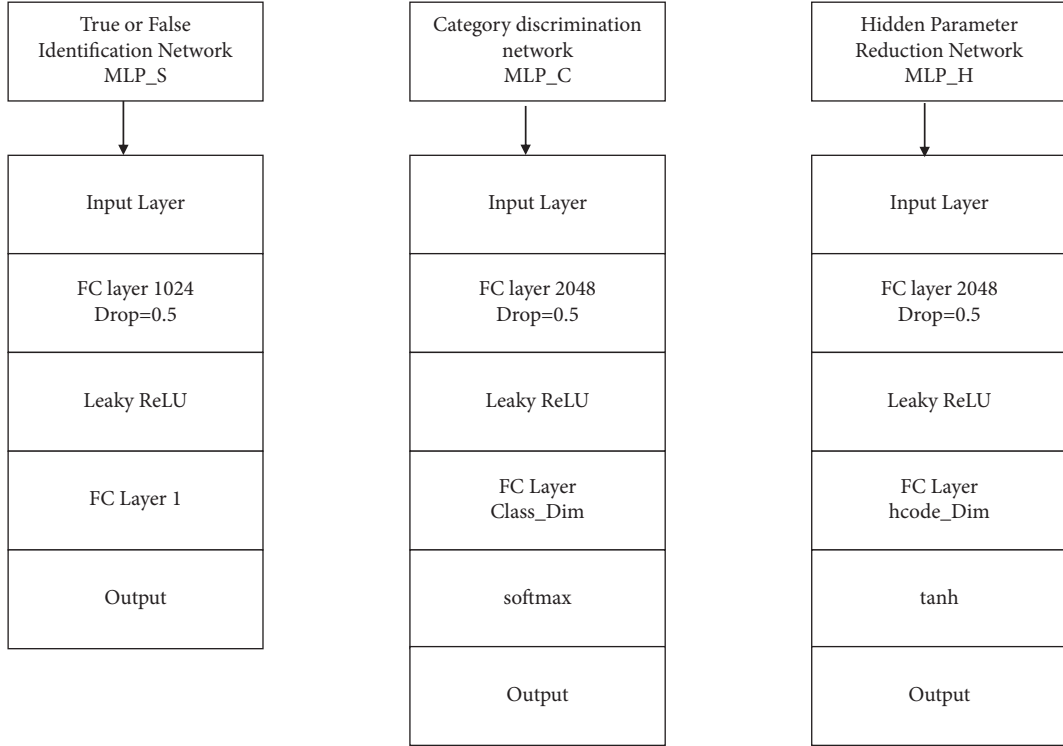 True or False
Identification Network
MLP_S
Input Layer
FC layer 1024
Drop=0.5
Leaky ReLU
FC Layer 1
Output
Category discrimination
network
MLP_C
Input Layer
FC layer 2048
Drop=0.5
Leaky ReLU
FC Layer
Class_Dim
softmax
Output
Hidden Parameter
Reduction Network
MLP_H
Input Layer
FC layer 2048
Drop=0.5
Leaky ReLU
FC Layer
hcode_Dim
tanh
Output